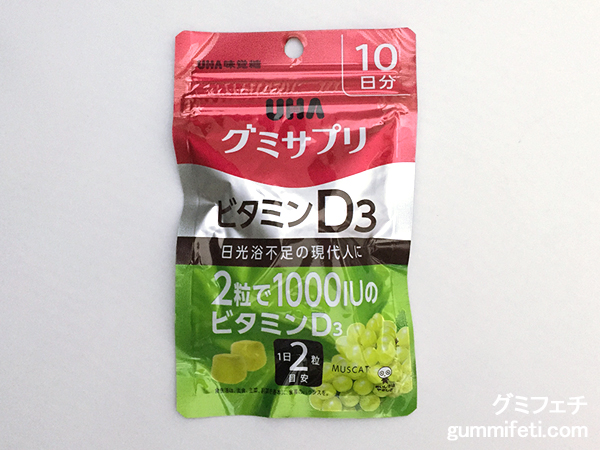 UHA味覚糖
10
日分
UHA
グミサプリ
ビタミンD3
日光浴不足の現代人に
2粒で1000IUの
ビタミンD3
1日2粒
目安
MUSCAT
グミフェチ
gummifeti.com